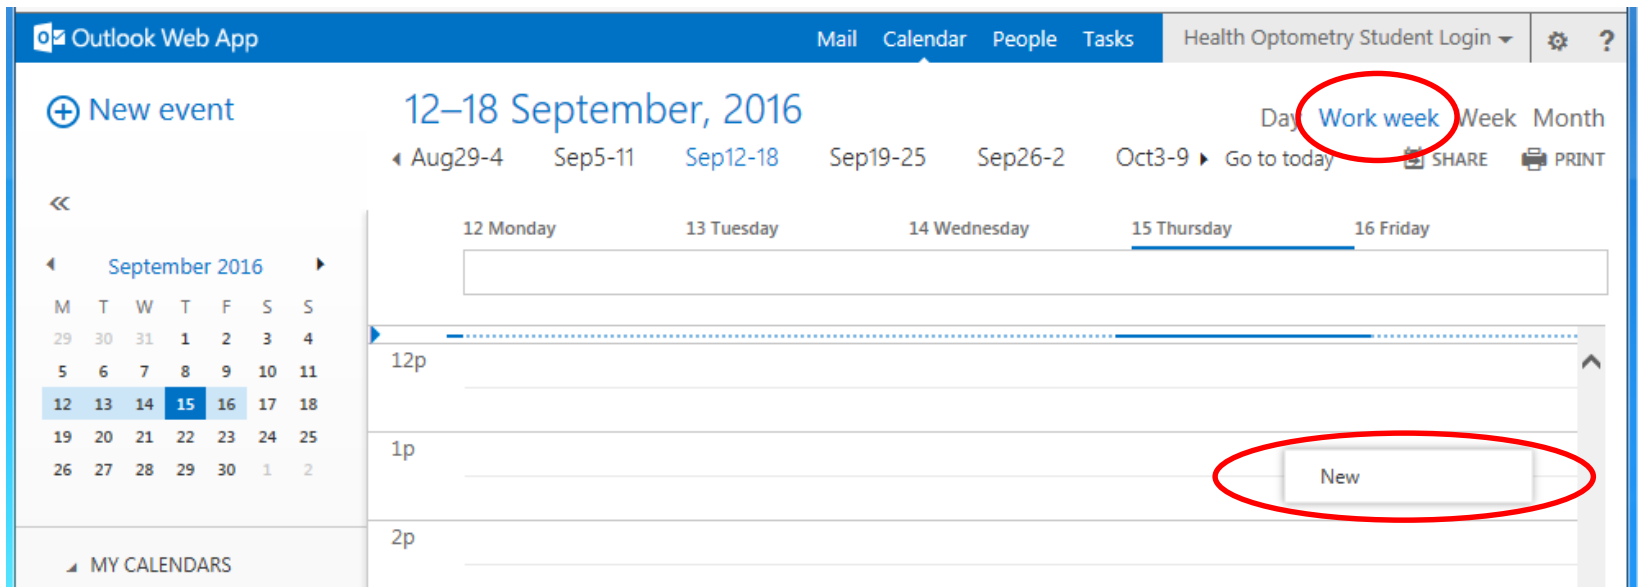 Outlook Web App
Mail Calendar People Tasks Health Optometry Student Login ?
New event
12–18 September, 2016
Day Work week Week Month
Aug29-4 Sep5-11 Sep12-18 Sep19-25 Sep26-2 Oct3-9 Go to today SHARE PRINT
12 Monday 13 Tuesday 14 Wednesday 15 Thursday 16 Friday
September 2016
M T W T F S S
29 30 31 1 2 3 4
5 6 7 8 9 10 11
12 13 14 15 16 17 18
19 20 21 22 23 24 25
26 27 28 29 30 1 2
MY CALENDARS
12p
1p
New
2p